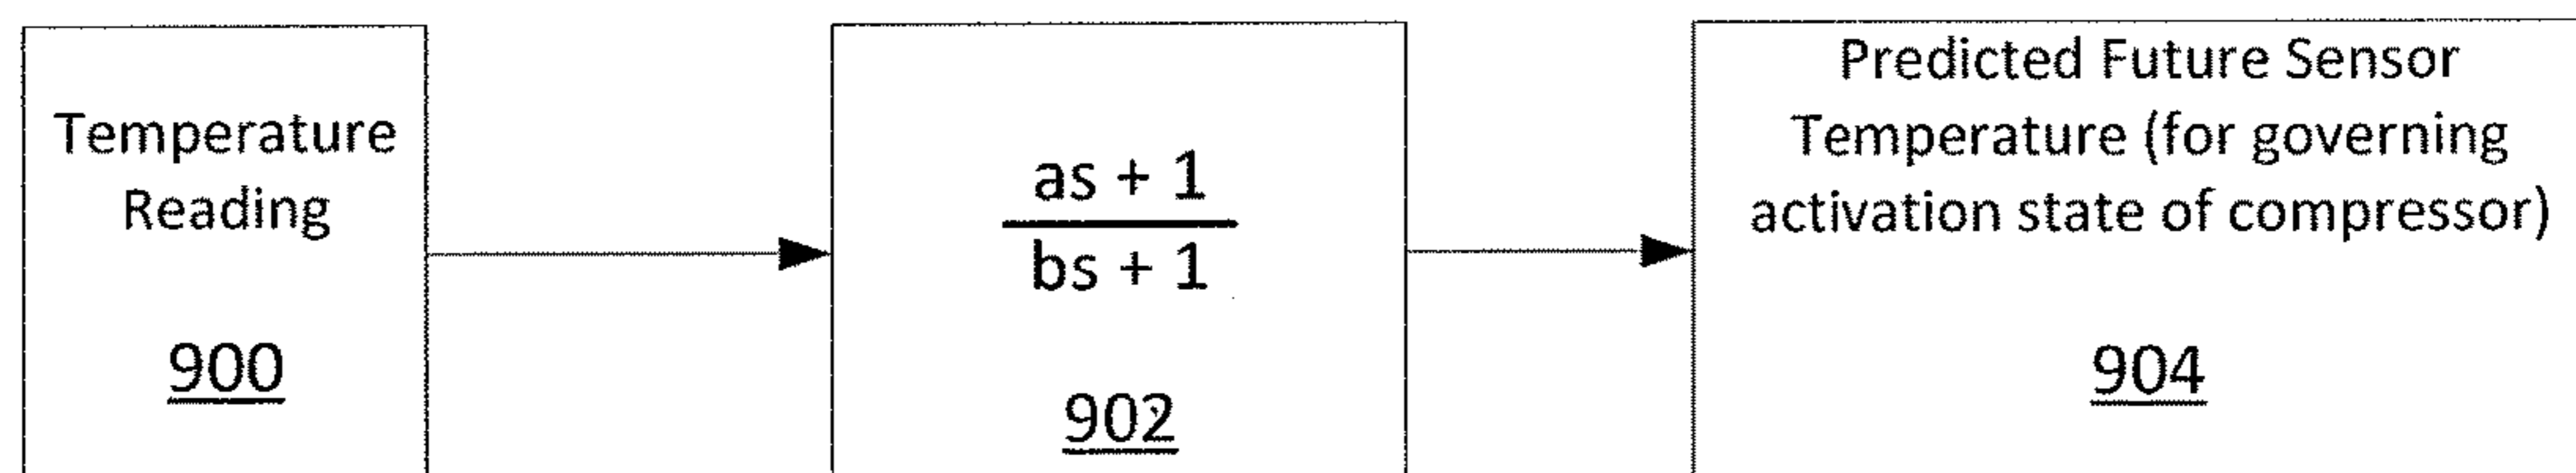 Temperature
Reading
900
as + 1
bs + 1
902
Predicted Future Sensor
Temperature (for governing
activation state of compressor)
904